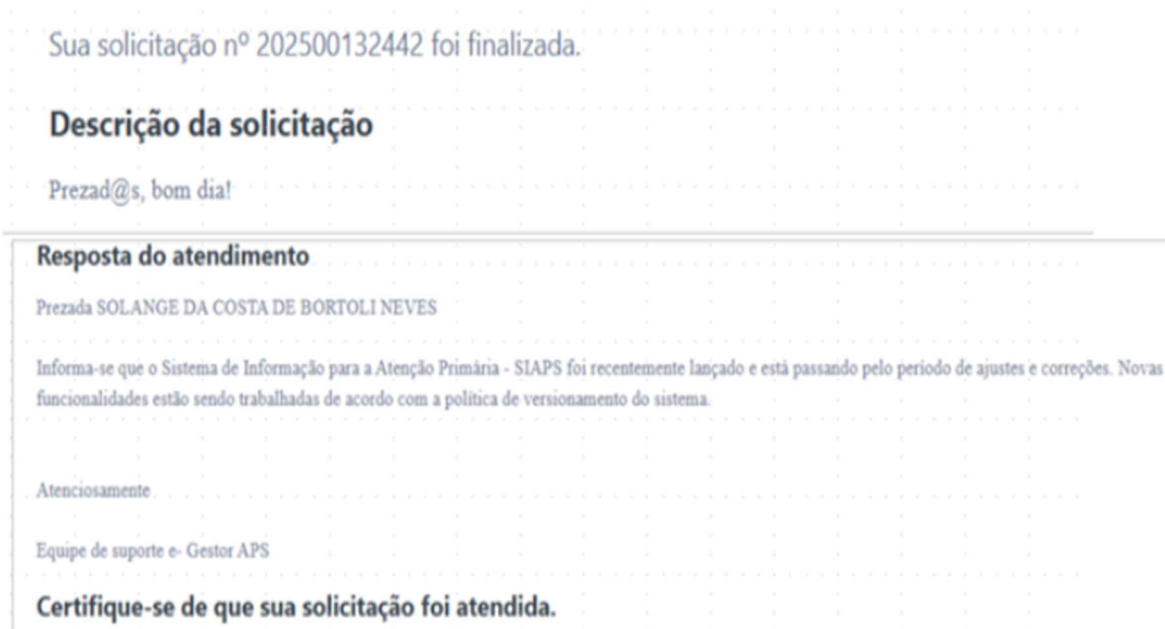 Sua solicitação nº 202500132442 foi finalizada.
Descrição da solicitação
Prezad@s, bom dia!
Resposta do atendimento
Prezada SOLANGE DA COSTA DE BORTOLI NEVES
Informa-se que o Sistema de Informação para a Atenção Primária - SIAPS foi recentemente lançado e está passando pelo período de ajustes e correções. Novas
funcionalidades estão sendo trabalhadas de acordo com a política de versionamento do sistema.
Atenciosamente
Equipe de suporte e- Gestor APS
Certifique-se de que sua solicitação foi atendida.